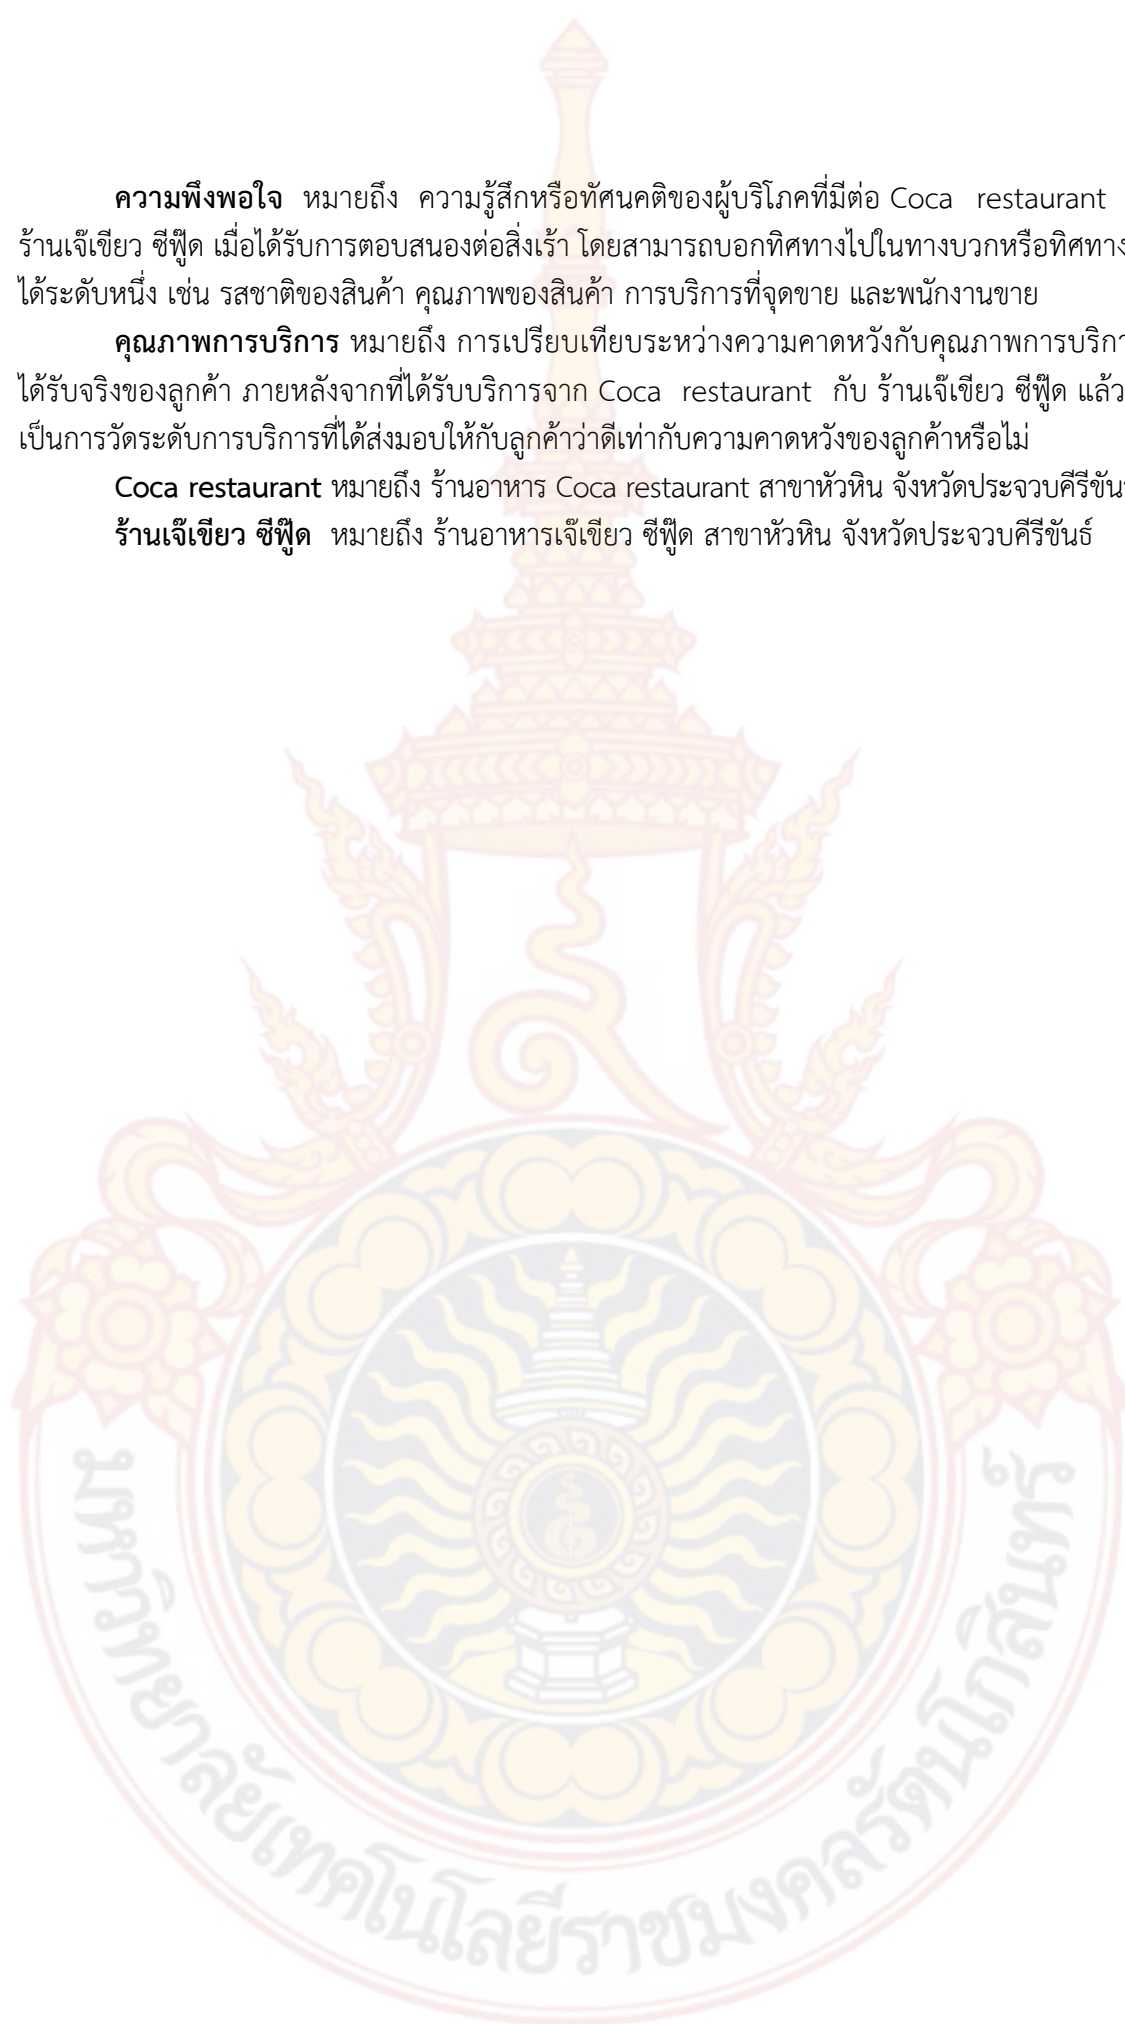 ความพึงพอใจ หมายถึง ความรู้สึกหรือทัศนคติของผู้บริโภคที่มีต่อ Coca restaurant
ร้านเจ๊เขียว ซีฟู๊ด เมื่อได้รับการตอบสนองต่อสิ่งเร้า โดยสามารถบอกทิศทางไปในทางบวกหรือทิศทาง
ได้ระดับหนึ่ง เช่น รสชาติของสินค้า คุณภาพของสินค้า การบริการที่จุดขาย และพนักงานขาย
คุณภาพการบริการ หมายถึง การเปรียบเทียบระหว่างความคาดหวังกับคุณภาพการบริกา
ได้รับจริงของลูกค้า ภายหลังจากที่ได้รับบริการจาก Coca restaurant กับ ร้านเจ๊เขียว ซีฟู๊ด แล้ว
เป็นการวัดระดับการบริการที่ได้ส่งมอบให้กับลูกค้าว่าดีเท่ากับความคาดหวังของลูกค้าหรือไม่
Coca restaurant หมายถึง ร้านอาหาร Coca restaurant สาขาหัวหิน จังหวัดประจวบคีรีขัน
ร้านเจ๊เขียว ซีฟู๊ด หมายถึง ร้านอาหารเจ๊เขียว ซีฟู๊ด สาขาหัวหิน จังหวัดประจวบคีรีขันธ์
มหาวิทยาลัยเทคโนโลยีราชมงคลรัตนโกสินทร์